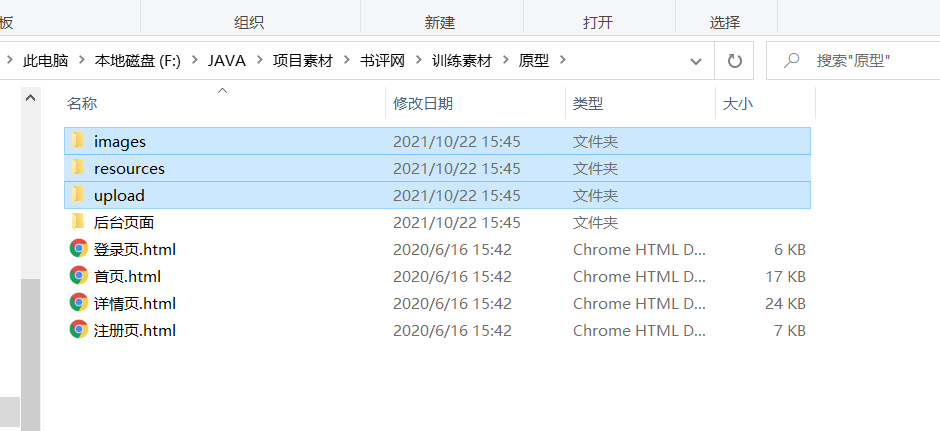 板 组织 新建 打开 选择
此电脑 本地磁盘 (F:) JAVA 项目素材 书评网 训练素材 原型 搜索"原型"
名称 修改日期 类型 大小
images 2021/10/22 15:45 文件夹
resources 2021/10/22 15:45 文件夹
upload 2021/10/22 15:45 文件夹
后台页面 2021/10/22 15:45 文件夹
登录页.html 2020/6/16 15:42 Chrome HTML D... 6 KB
首页.html 2020/6/16 15:42 Chrome HTML D... 17 KB
详情页.html 2020/6/16 15:42 Chrome HTML D... 24 KB
注册页.html 2020/6/16 15:42 Chrome HTML D... 7 KB